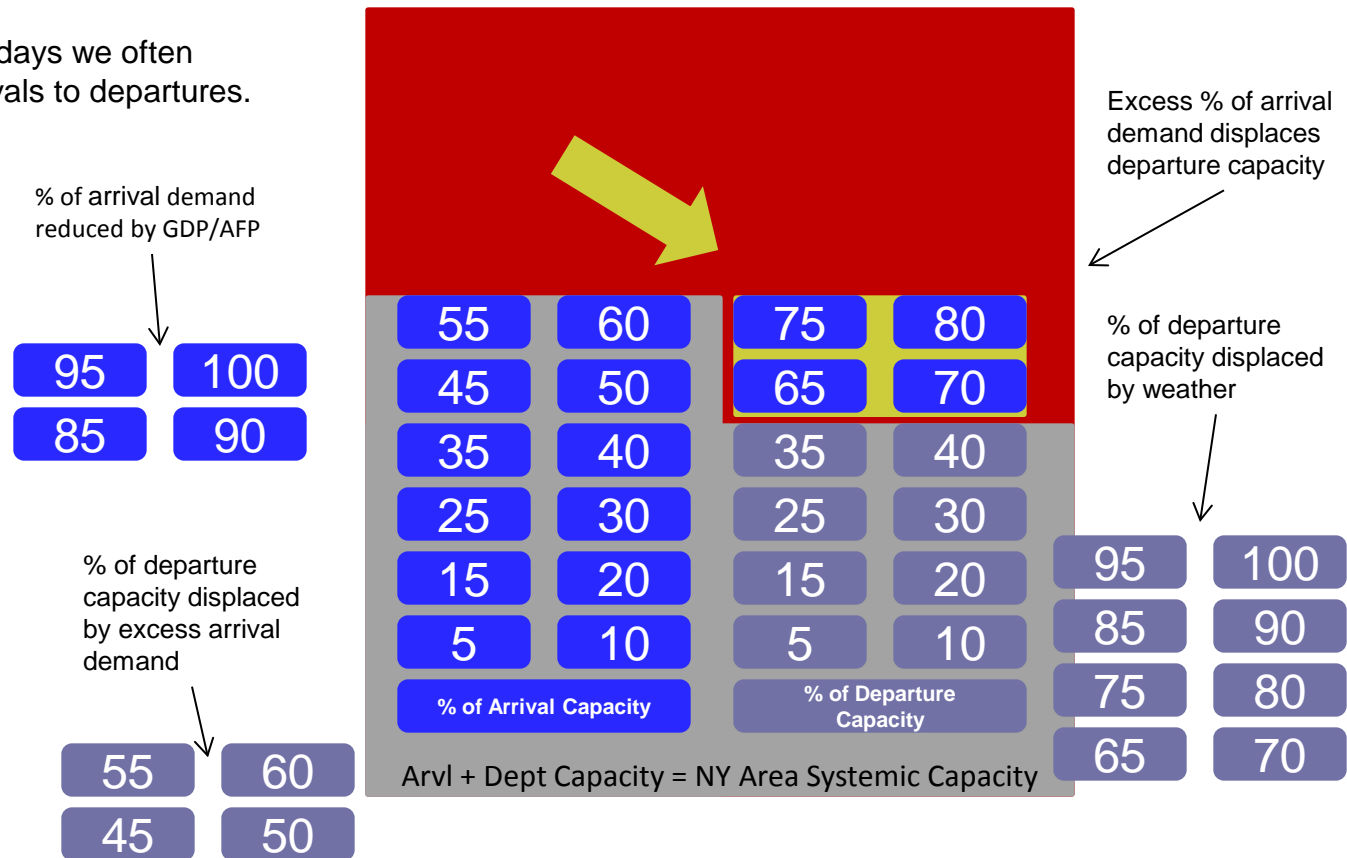 days we often
vals to departures.
% of arrival demand
reduced by GDP/AFP
95 100
85 90
% of departure
capacity displaced
by excess arrival
demand
55 60
45 50
55 60 75 80
45 50 65 70
35 40 35 40
25 30 25 30
15 20 15 20
5 10 5 10
% of Arrival Capacity
% of Departure
Capacity
Arvl + Dept Capacity = NY Area Systemic Capacity
Excess % of arrival
demand displaces
departure capacity
% of departure
capacity displaced
by weather
95 100
85 90
75 80
65 70